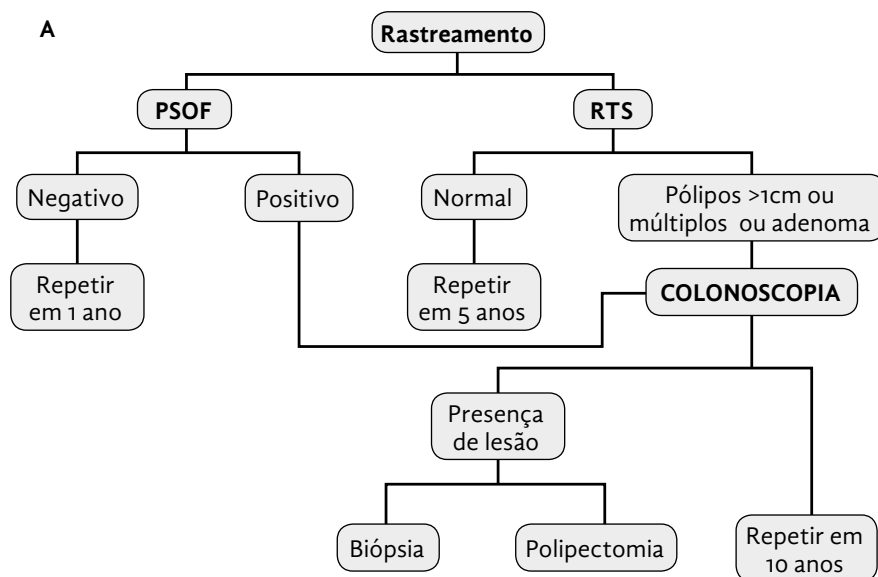 A
Rastreamento
PSOF
RTS
Negativo
Positivo
Normal
Pólipos >1cm ou
múltiplos ou adenoma
Repetir
em 1 ano
Repetir
em 5 anos
COLONOSCOPIA
Presença
de lesão
Biópsia
Polipectomia
Repetir em
10 anos